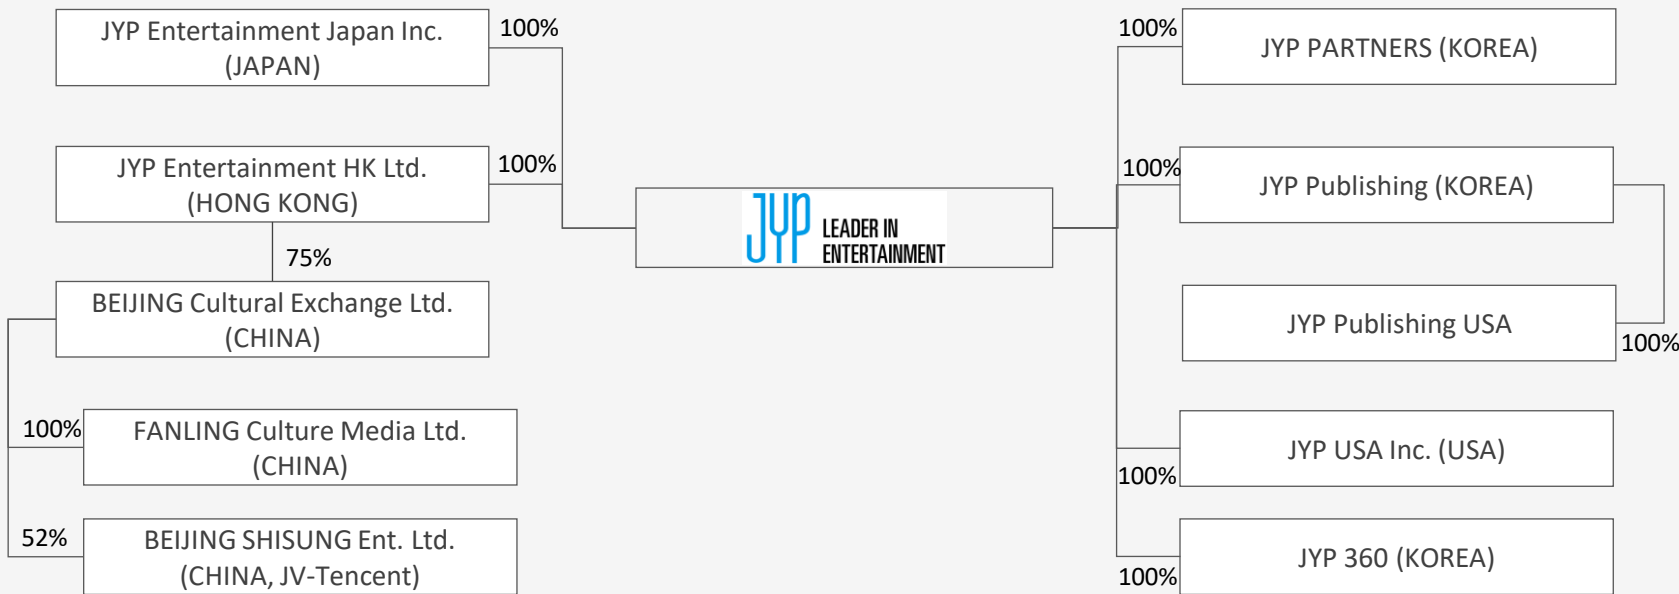 JYP Entertainment Japan Inc.
(JAPAN)
100%
JYP Entertainment HK Ltd.
(HONG KONG)
100%
75%
BEIJING Cultural Exchange Ltd.
(CHINA)
100%
FANLING Culture Media Ltd.
(CHINA)
52%
BEIJING SHISUNG Ent. Ltd.
(CHINA, JV-Tencent)
JYP LEADER IN
ENTERTAINMENT
100%
JYP PARTNERS (KOREA)
100%
JYP Publishing (KOREA)
JYP Publishing USA
100%
JYP USA Inc. (USA)
100%
JYP 360 (KOREA)
100%